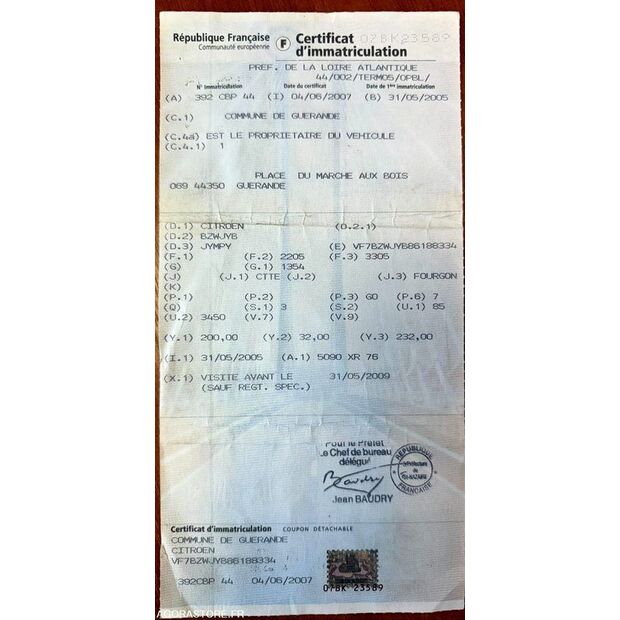 République Française
Communauté européenne
F
Certificat
d'immatriculation
07BK23589
PREF. DE LA LOIRE ATLANTIQUE
44/002/TERMO5/OPBL/
N° Immatriculation Date du certificat Date de 1ère immatriculation
(A) 392 CBP 44 (I) 04/06/2007 (B) 31/05/2005
(C.1) COMMUNE DE GUERANDE
(C.4a) EST LE PROPRIETAIRE DU VEHICULE
(C.4.1) 1
PLACE DU MARCHE AUX BOIS
069 44350 GUERANDE
(D.1) CITROEN (D.2.1)
(D.2) BZWJYB
(D.3) JYMPY (E) VF7BZWJYB86188334
(F.1) (F.2) 2205 (F.3) 3305
(G) (G.1) 1354
(J) (J.1) CTTE (J.2) (J.3) FOURGON
(K)
(P.1) (P.2) (P.3) GO (P.6) 7
(Q) (S.1) 3 (S.2) (U.1) 85
(U.2) 3450 (V.7) (V.9)
(Y.1) 200,00 (Y.2) 32,00 (Y.3) 232,00
(I.1) 31/05/2005 (A.1) 5090 XR 76
(X.1) VISITE AVANT LE 31/05/2009
(SAUF REGT. SPEC.)
Pour le Préfet
Le Chef de bureau
délégué
Baudry
Jean BAUDRY
REPUBLIQUE
FRANÇAISE
Certificat d'immatriculation COUPON DÉTACHABLE
COMMUNE DE GUERANDE
CITROEN
VF7BZWJYB86188334
392CBP 44 04/06/2007
07BK 23589
AGORASTORE.FR